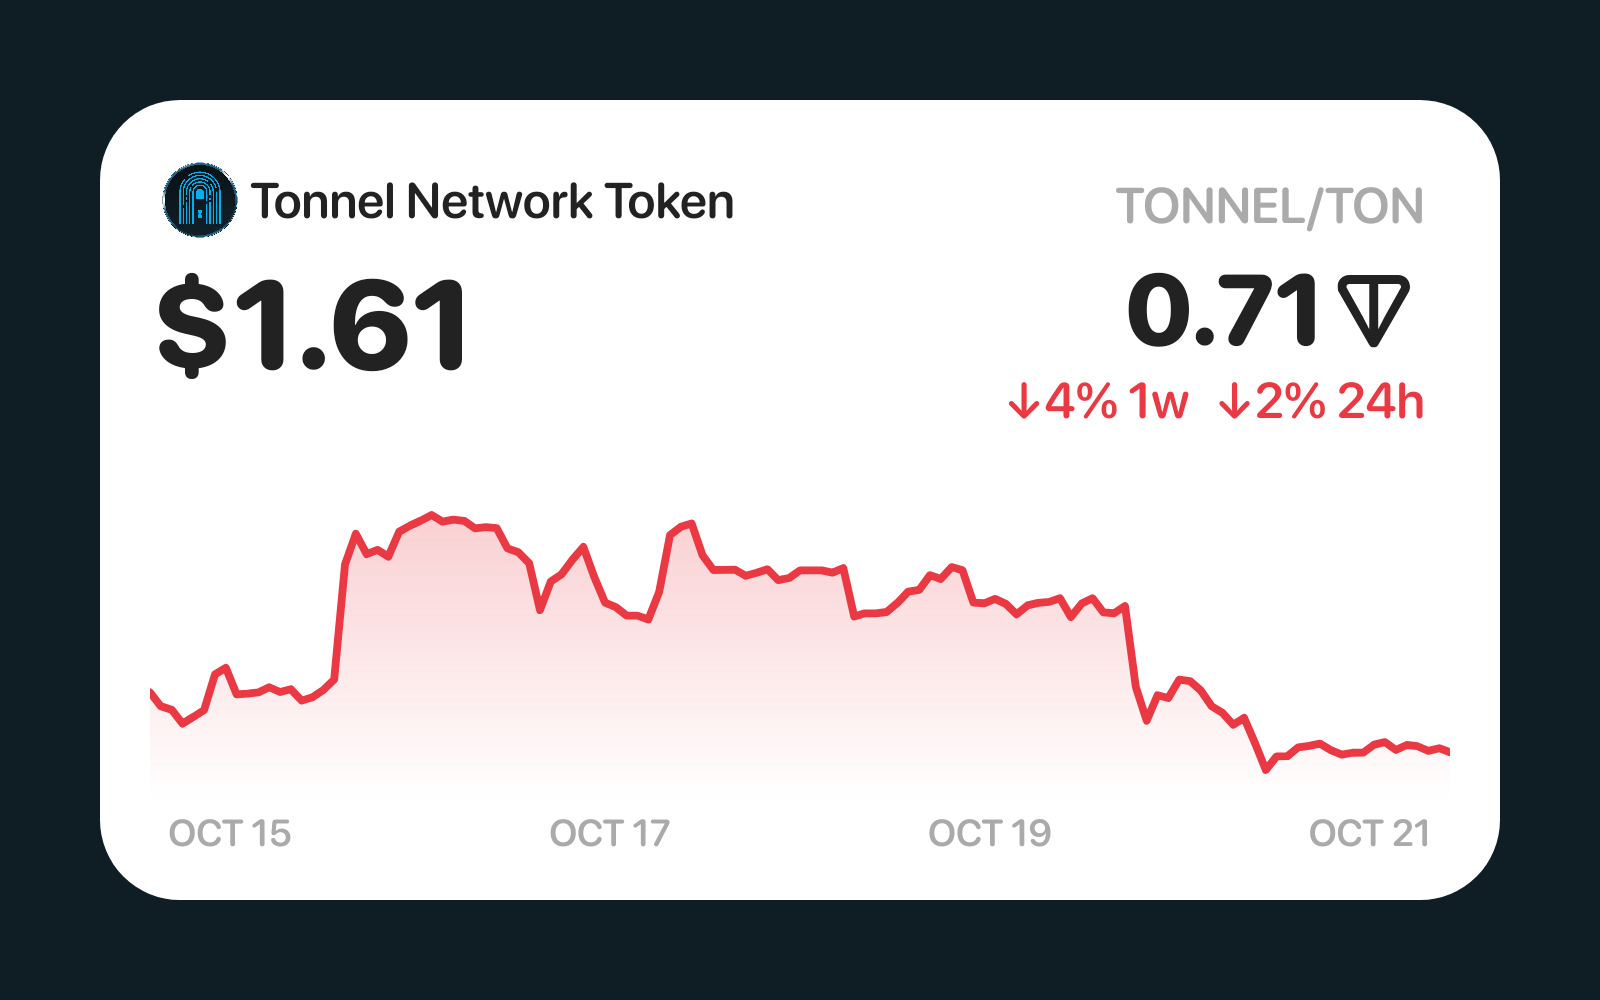 Tonnel Network Token
TONNEL/TON
$1.61
0.71
↓4% 1w ↓2% 24h
OCT 15 OCT 17 OCT 19 OCT 21